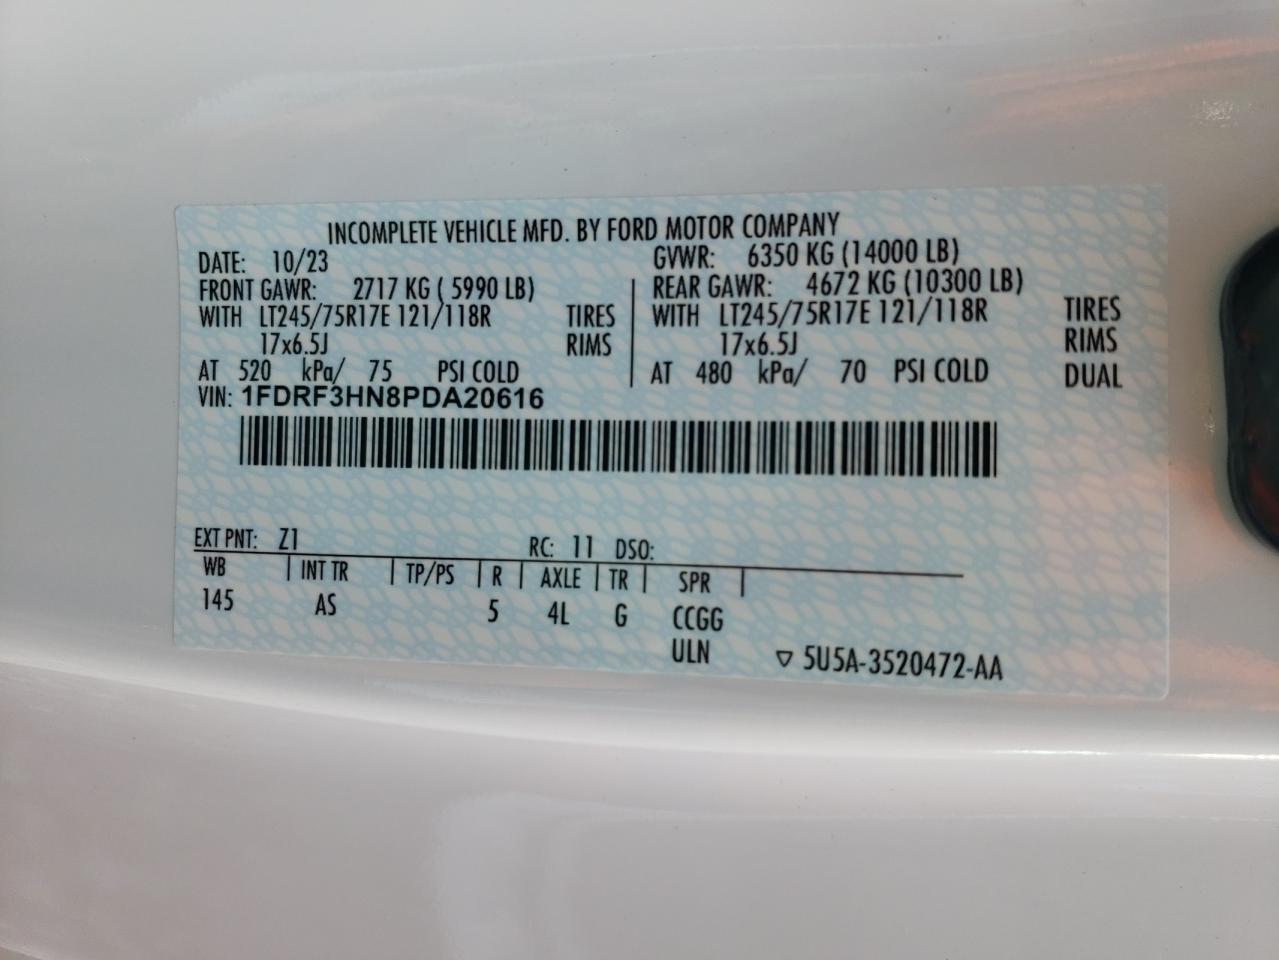 INCOMPLETE VEHICLE MFD. BY FORD MOTOR COMPANY
DATE: 10/23 GVWR: 6350 KG (14000 LB)
FRONT GAWR: 2717 KG ( 5990 LB) REAR GAWR: 4672 KG (10300 LB)
WITH LT245/75R17E 121/118R TIRES WITH LT245/75R17E 121/118R TIRES
17x6.5J RIMS 17x6.5J RIMS
AT 520 kPa/ 75 PSI COLD AT 480 kPa/ 70 PSI COLD DUAL
VIN: 1FDRF3HN8PDA20616
EXT PNT: Z1 RC: 11 DSO:
WB INT TR TP/PS R AXLE TR SPR
145 AS 5 4L G CCGG
ULN 5U5A-3520472-AA